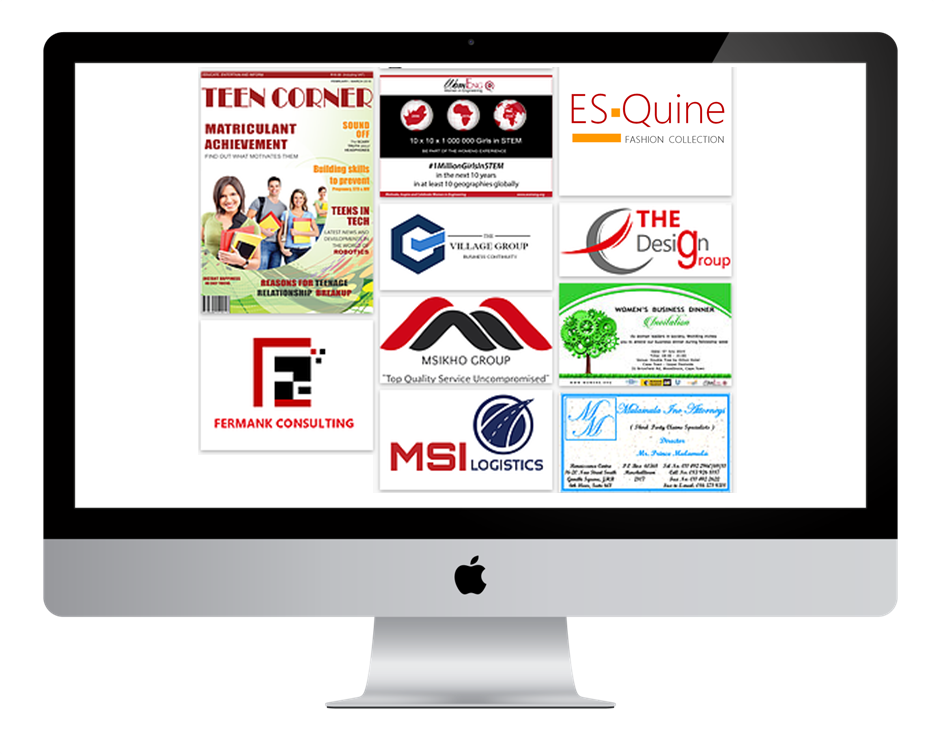 EDUCATE, ENTERTAIN AND INFORM
TEEN CORNER
MATRICULANT
ACHIEVEMENT
FIND OUT WHAT MOTIVATES THEM
SOUND
OFF
Building skills
to prevent
TEENS IN
TECH
LATEST NEWS AND
DEVELOPMENTS IN
THE WORLD OF
ROBOTICS
REASONS FOR TEENAGE
RELATIONSHIP BREAKUP
FERMANK CONSULTING
WomEng
Women in Engineering
10 x 10 x 1 000 000 Girls in STEM
BE PART OF THE WOMENG EXPERIENCE
#1MillionGirlsInSTEM
in the next 10 years
in at least 10 geographies globally
THE
VILLAGE GROUP
BUSINESS CONTINUITY
MSIKHO GROUP
"Top Quality Service Uncompromised"
MSI LOGISTICS
ES Quine
FASHION COLLECTION
THE
Design
Group
WOMEN'S BUSINESS DINNER
Invitation
MM
Malamala Inc Attorneys
( Third Party Claims Specialists )
Director
Mr. Prince Malamala